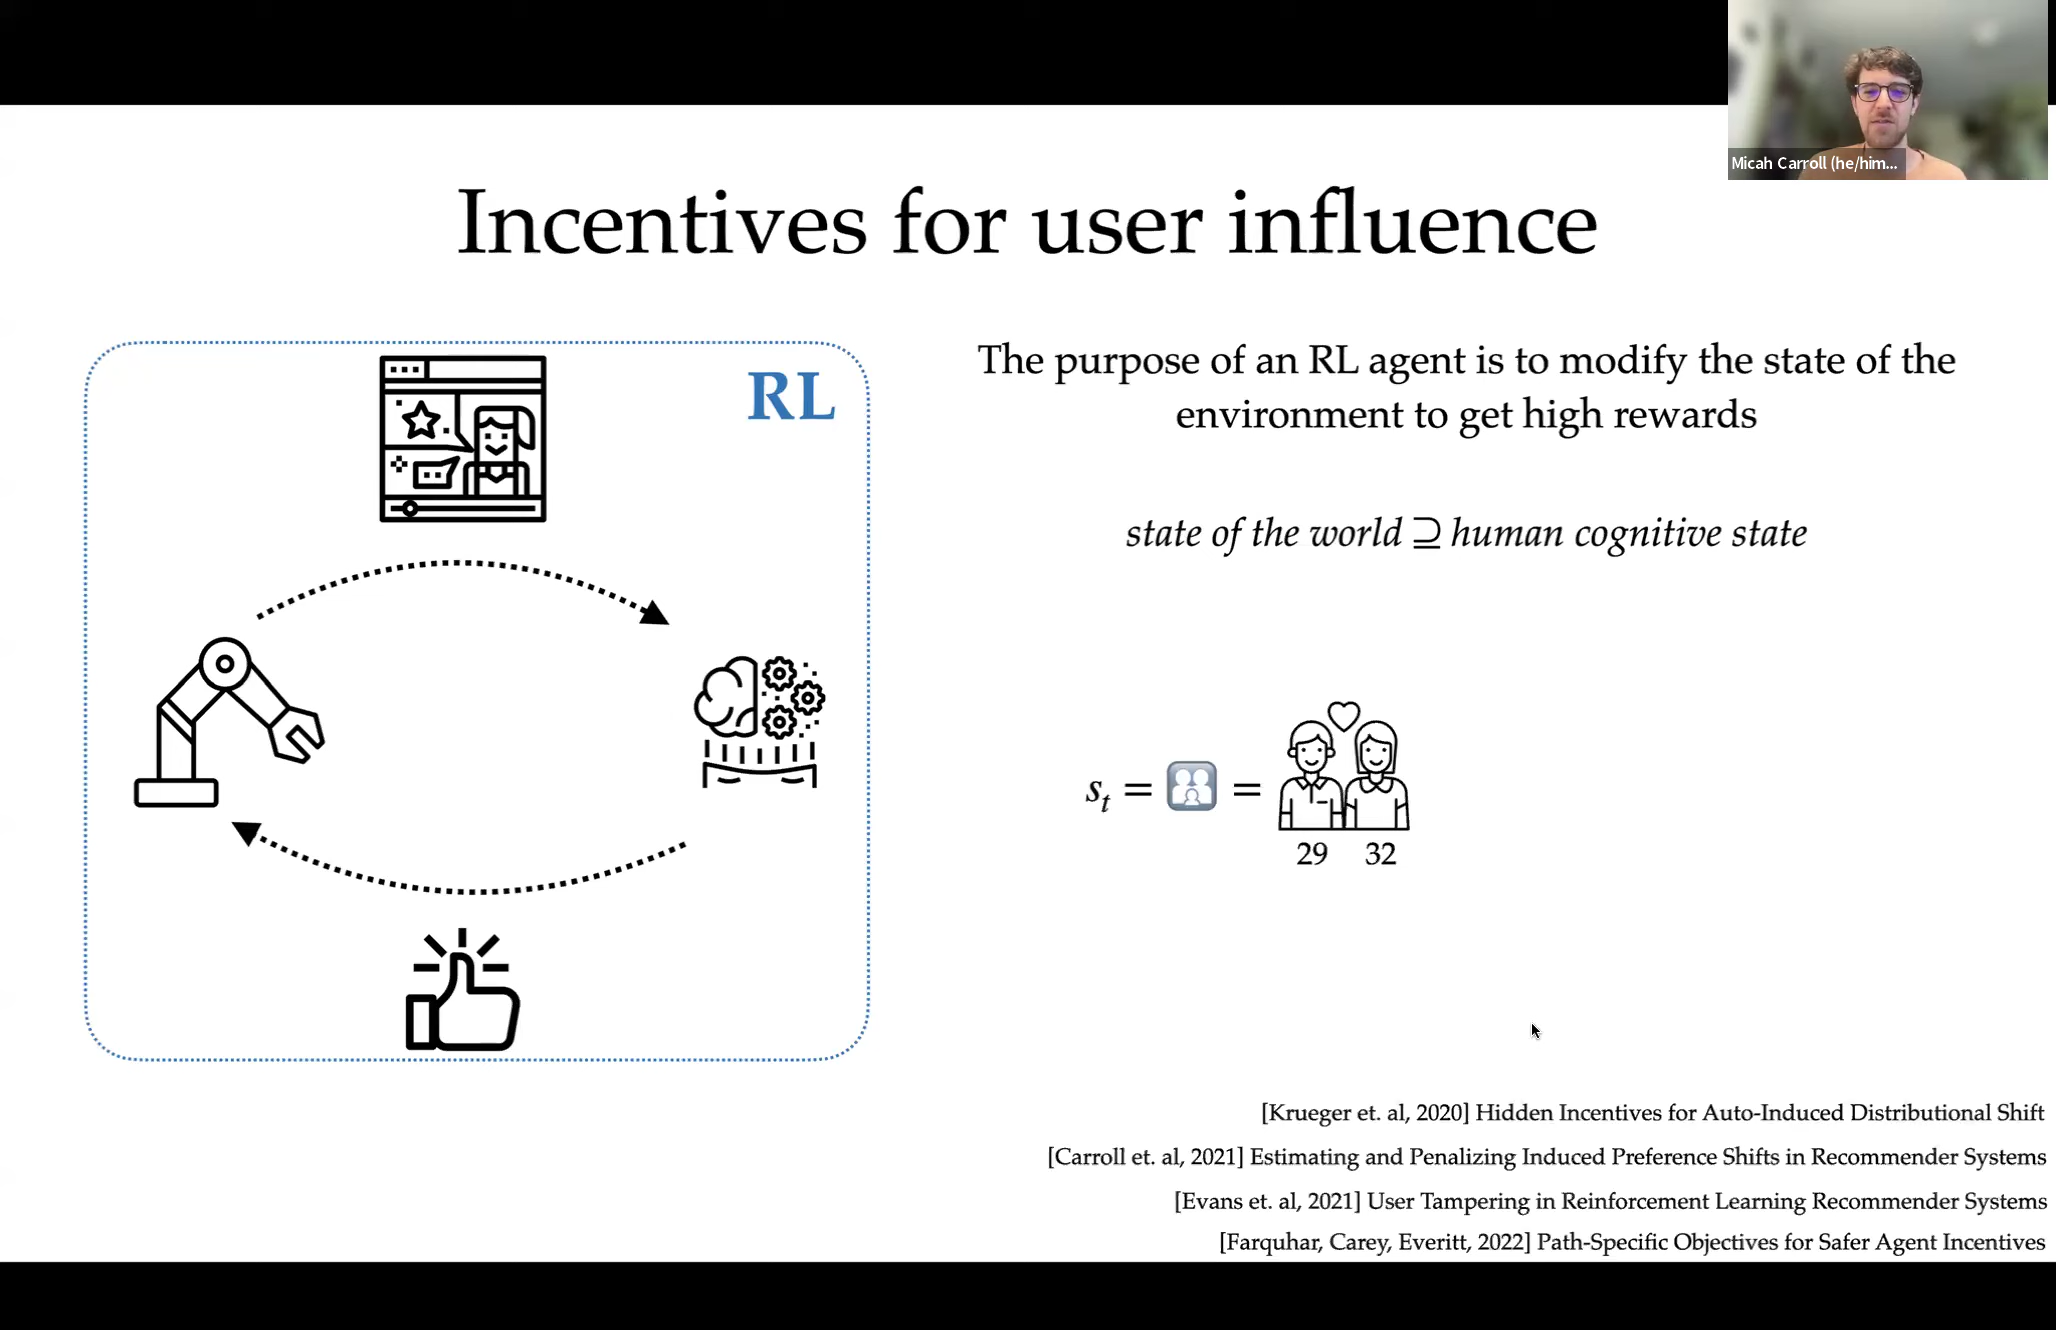 Micah Carroll (he/him...
Incentives for user influence
RL
The purpose of an RL agent is to modify the state of the
environment to get high rewards
state of the world ⊇ human cognitive state
sₜ = =
29 32
[Krueger et. al, 2020] Hidden Incentives for Auto-Induced Distributional Shift
[Carroll et. al, 2021] Estimating and Penalizing Induced Preference Shifts in Recommender Systems
[Evans et. al, 2021] User Tampering in Reinforcement Learning Recommender Systems
[Farquhar, Carey, Everitt, 2022] Path-Specific Objectives for Safer Agent Incentives